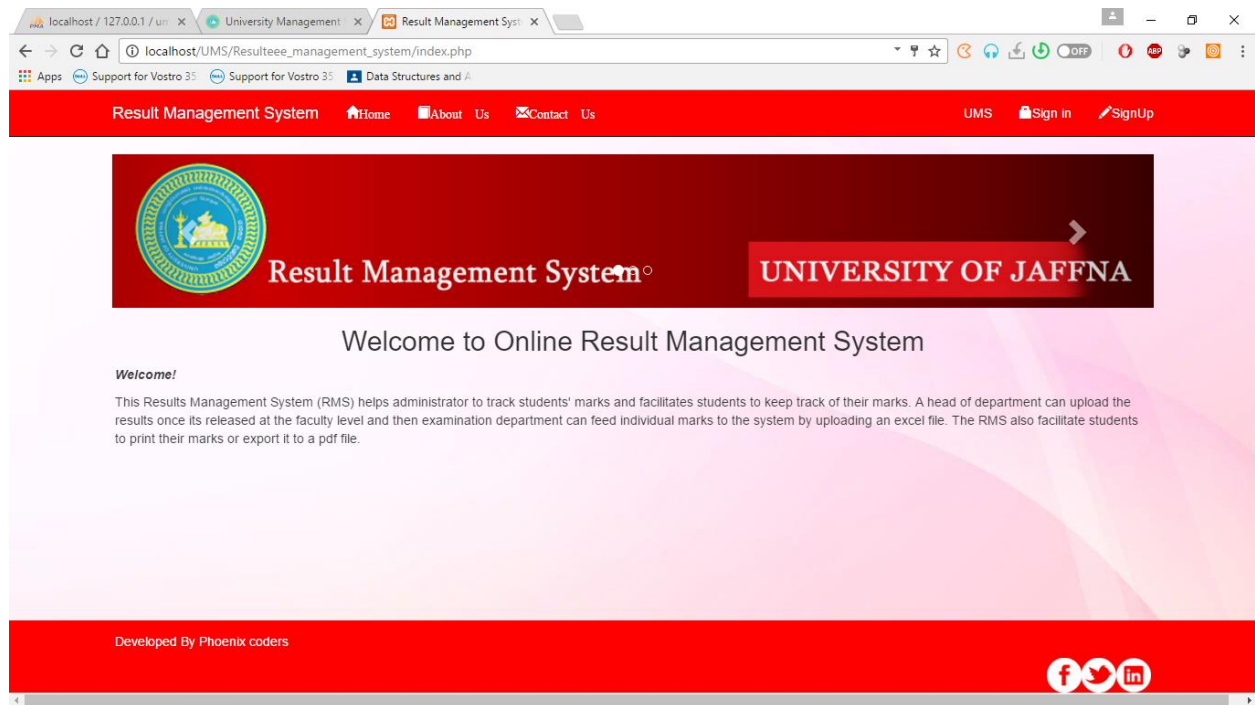 localhost / 127.0.0.1 / um
University Management
Result Management Syst
localhost/UMS/Resulteee_management_system/index.php
OFF
ABP
Apps
Support for Vostro 35
Support for Vostro 35
Data Structures and A
Result Management System
Home
About Us
Contact Us
UMS
Sign in
SignUp
Result Management System
UNIVERSITY OF JAFFNA
Welcome to Online Result Management System
Welcome!
This Results Management System (RMS) helps administrator to track students' marks and facilitates students to keep track of their marks. A head of department can upload the
results once its released at the faculty level and then examination department can feed individual marks to the system by uploading an excel file. The RMS also facilitate students
to print their marks or export it to a pdf file.
Developed By Phoenix coders